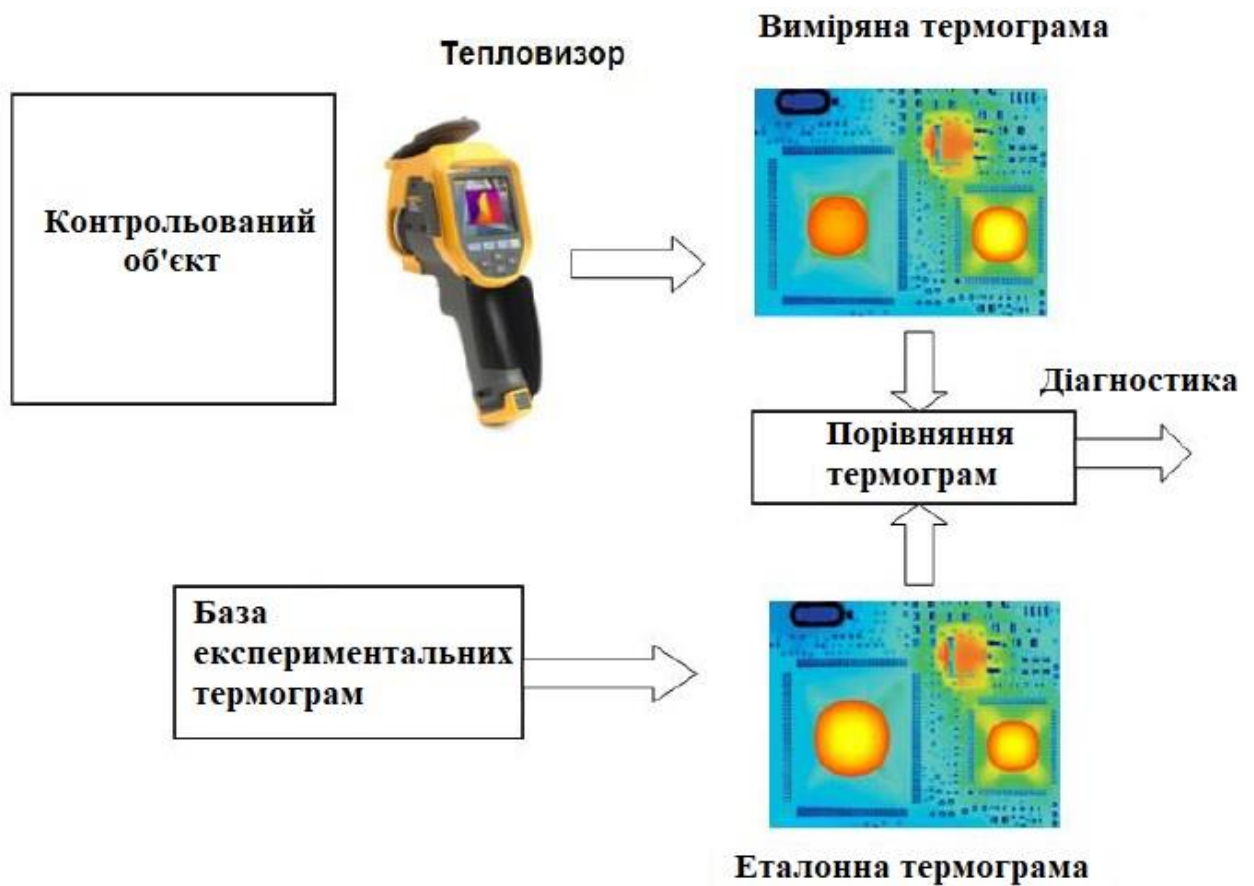 Виміряна термограма
Тепловизор
Контрольований
об'єкт
Діагностика
Порівняння
термограм
База
експериментальних
термограм
Еталонна термограма